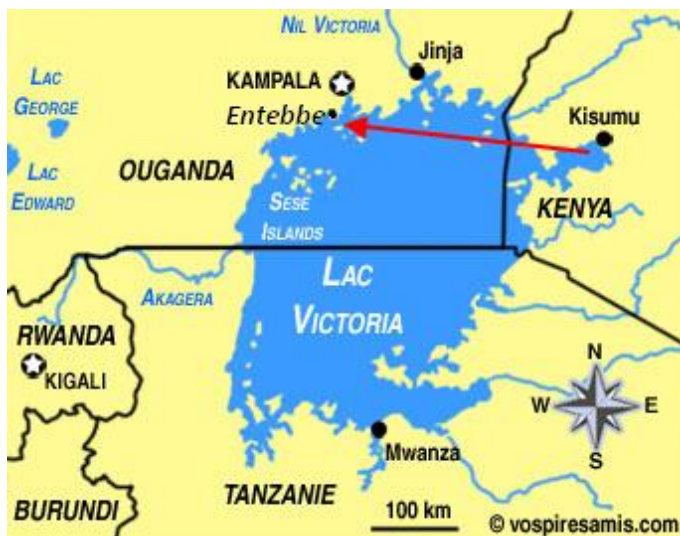 NIL VICTORIA
Jinja
LAC
GEORGE
KAMPALA
Entebbe
Kisumu
OUGANDA
LAC
EDWARD
SESE
ISLANDS
KENYA
LAC
VICTORIA
AKAGERA
RWANDA
KIGALI
N
W E
S
Mwanza
TANZANIE
BURUNDI
100 km
© vospiresamis.com